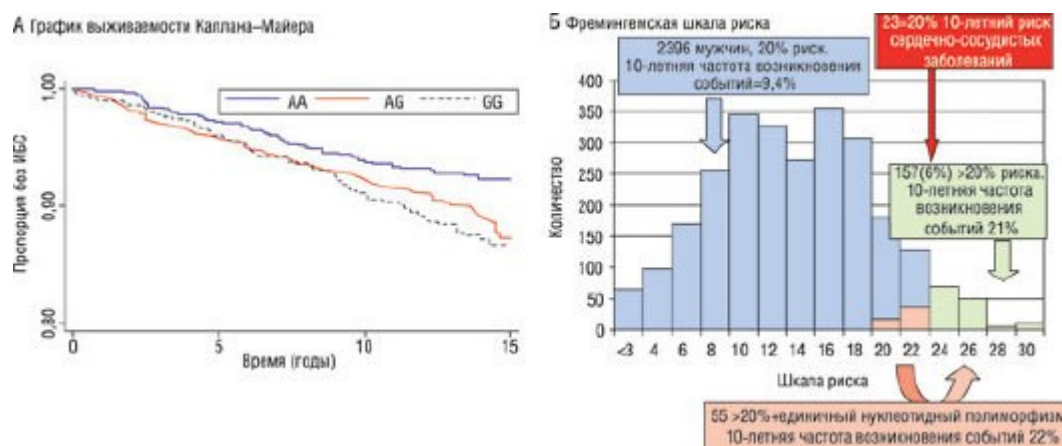 А График выживаемости Каплана–Майера
1,00
0,90
0,80
Пропорция без ИБС
AA
AG
GG
0
5
10
15
Время (годы)
Б Фремингемская шкала риска
23=20% 10-летний риск
сердечно-сосудистых
заболеваний
2396 мужчин, 20% риск.
10-летняя частота возникновения
событий=9,4%
157(6%) >20% риска.
10-летняя частота
возникновения
событий 21%
Количество
400
350
300
250
200
150
100
50
0
<3 4 6 8 10 12 14 16 18 20 22 24 26 28 30
Шкала риска
55 >20%+единичный нуклеотидный полиморфизм
10-летняя частота возникновения событий 22%